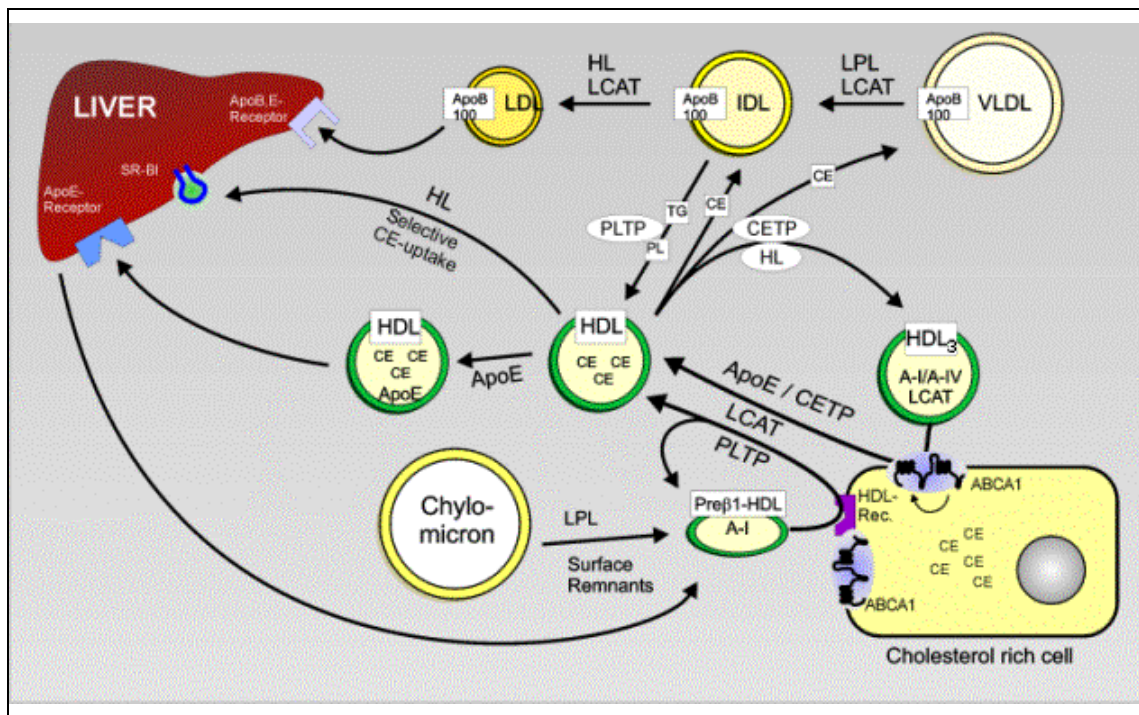 LIVER
ApoB,E-
Receptor
SR-BI
ApoE-
Receptor
ApoB
100
LDL
HL
LCAT
ApoB
100
IDL
LPL
LCAT
ApoB
100
VLDL
HL
Selective
CE-uptake
PLTP
TG
PL
CE
CE
CETP
HL
HDL
CE CE
CE
ApoE
ApoE
HDL
CE CE
CE
HDL3
A-I/A-IV
LCAT
ApoE / CETP
LCAT
PLTP
Chylo-
micron
LPL
Surface
Remnants
Preβ1-HDL
A-I
HDL-
Rec.
ABCA1
CE
CE
CE
CE
CE
ABCA1
Cholesterol rich cell